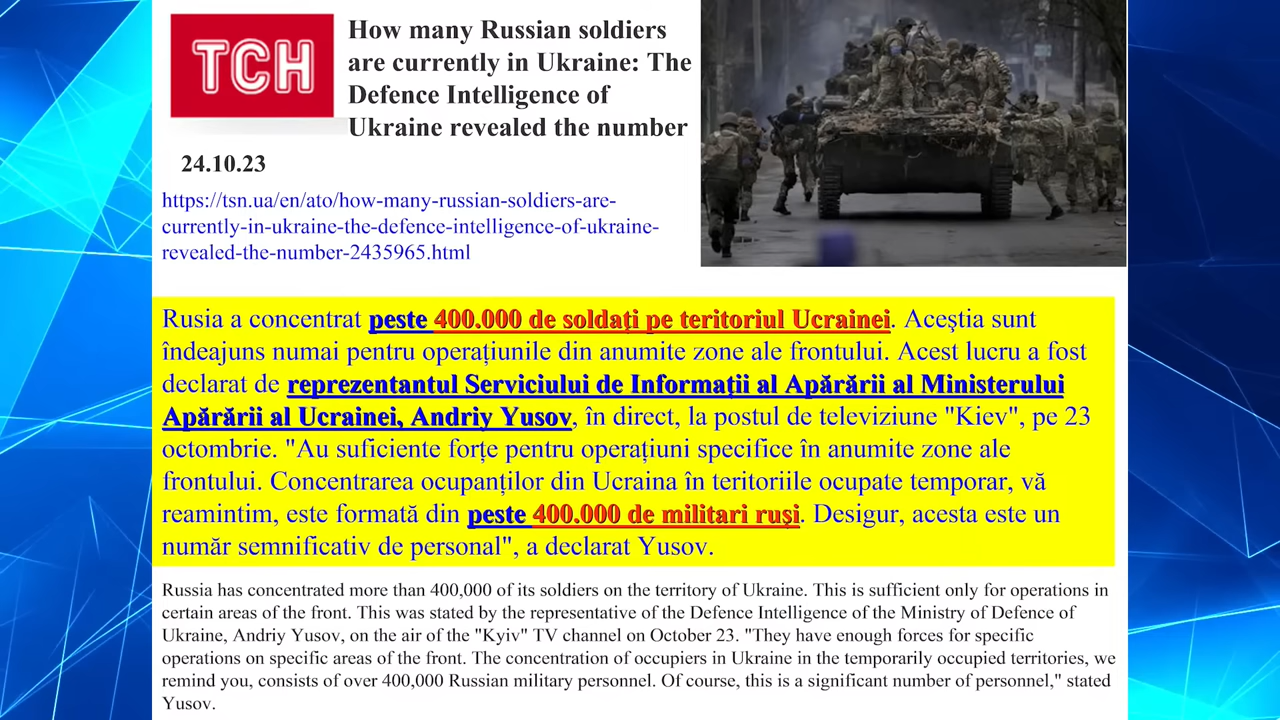 ТСН
How many Russian soldiers
are currently in Ukraine: The
Defence Intelligence of
Ukraine revealed the number
24.10.23
https://tsn.ua/en/ato/how-many-russian-soldiers-are-
currently-in-ukraine-the-defence-intelligence-of-ukraine-
revealed-the-number-2435965.html
Rusia a concentrat peste 400.000 de soldați pe teritoriul Ucrainei. Aceştia sunt
îndeajuns numai pentru operațiunile din anumite zone ale frontului. Acest lucru a fost
declarat de reprezentantul Serviciului de Informații al Apărării al Ministerului
Apărării al Ucrainei, Andriy Yusov, în direct, la postul de televiziune "Kiev", pe 23
octombrie. "Au suficiente forțe pentru operațiuni specifice în anumite zone ale
frontului. Concentrarea ocupanților din Ucraina în teritoriile ocupate temporar, vă
reamintim, este formată din peste 400.000 de militari ruși. Desigur, acesta este un
număr semnificativ de personal", a declarat Yusov.
Russia has concentrated more than 400,000 of its soldiers on the territory of Ukraine. This is sufficient only for operations in
certain areas of the front. This was stated by the representative of the Defence Intelligence of the Ministry of Defence of
Ukraine, Andriy Yusov, on the air of the "Kyiv" TV channel on October 23. "They have enough forces for specific
operations on specific areas of the front. The concentration of occupiers in Ukraine in the temporarily occupied territories, we
remind you, consists of over 400,000 Russian military personnel. Of course, this is a significant number of personnel," stated
Yusov.